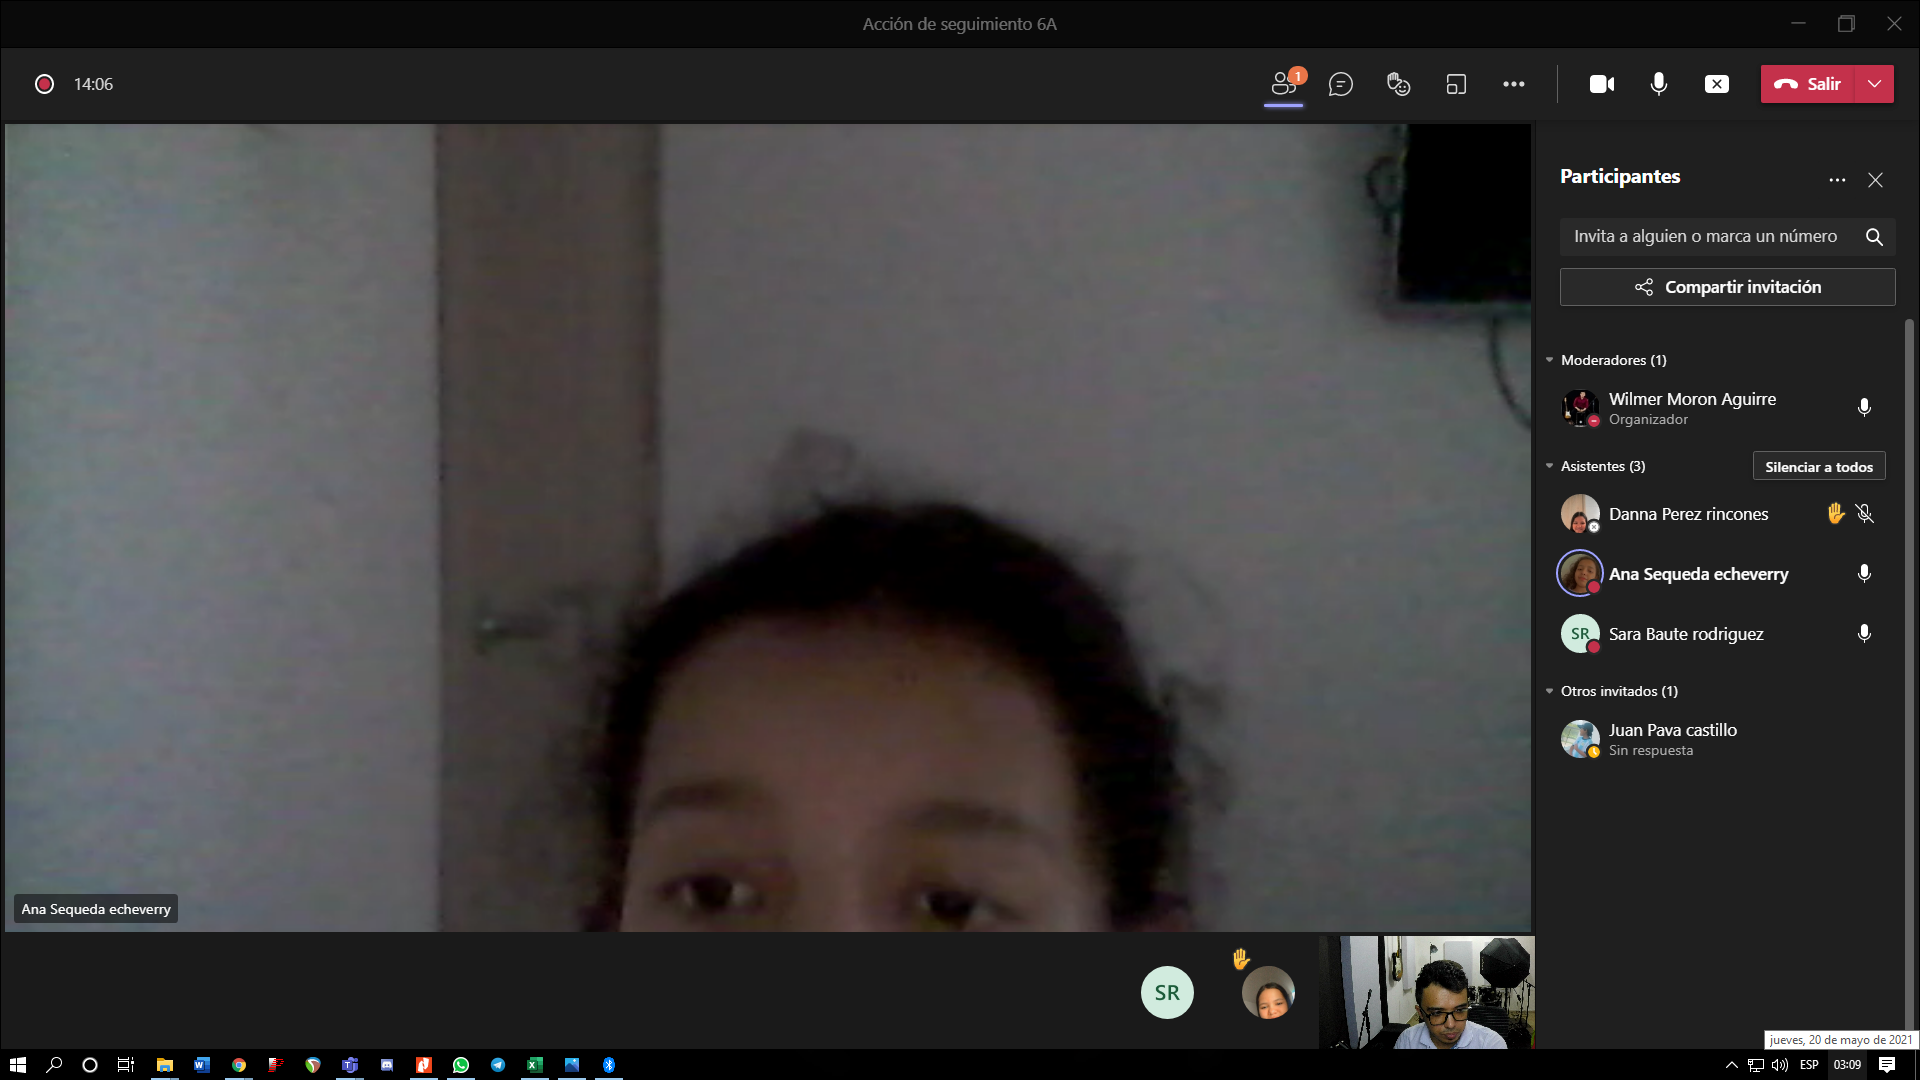 Acción de seguimiento 6A
14:06
1
Salir
Participantes
Invita a alguien o marca un número
Compartir invitación
Moderadores (1)
Wilmer Moron Aguirre
Organizador
Asistentes (3)
Silenciar a todos
Danna Perez rincones
Ana Sequeda echeverry
SR
Sara Baute rodriguez
Otros invitados (1)
Juan Pava castillo
Sin respuesta
Ana Sequeda echeverry
SR
jueves, 20 de mayo de 2021
ESP
03:09